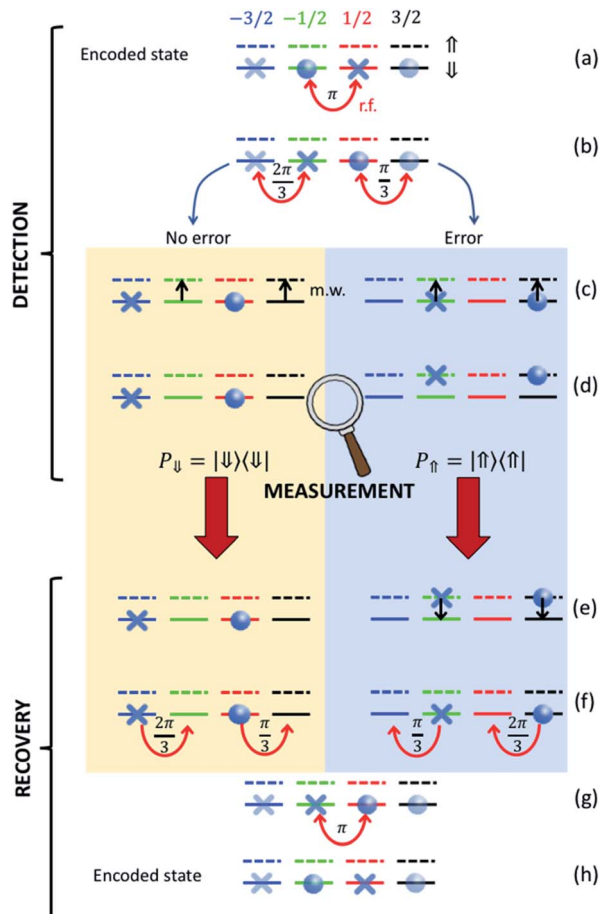 −3/2 −1/2 1/2 3/2
Encoded state ⇑ (a)
⇓
π
r.f.
(b)
2π/3 π/3
No error Error
DETECTION
m.w. (c)
(d)
P⇓ = |⇓⟩⟨⇓| P⇑ = |⇑⟩⟨⇑|
MEASUREMENT
RECOVERY
(e)
(f)
2π/3 π/3 π/3 2π/3
(g)
π
Encoded state (h)